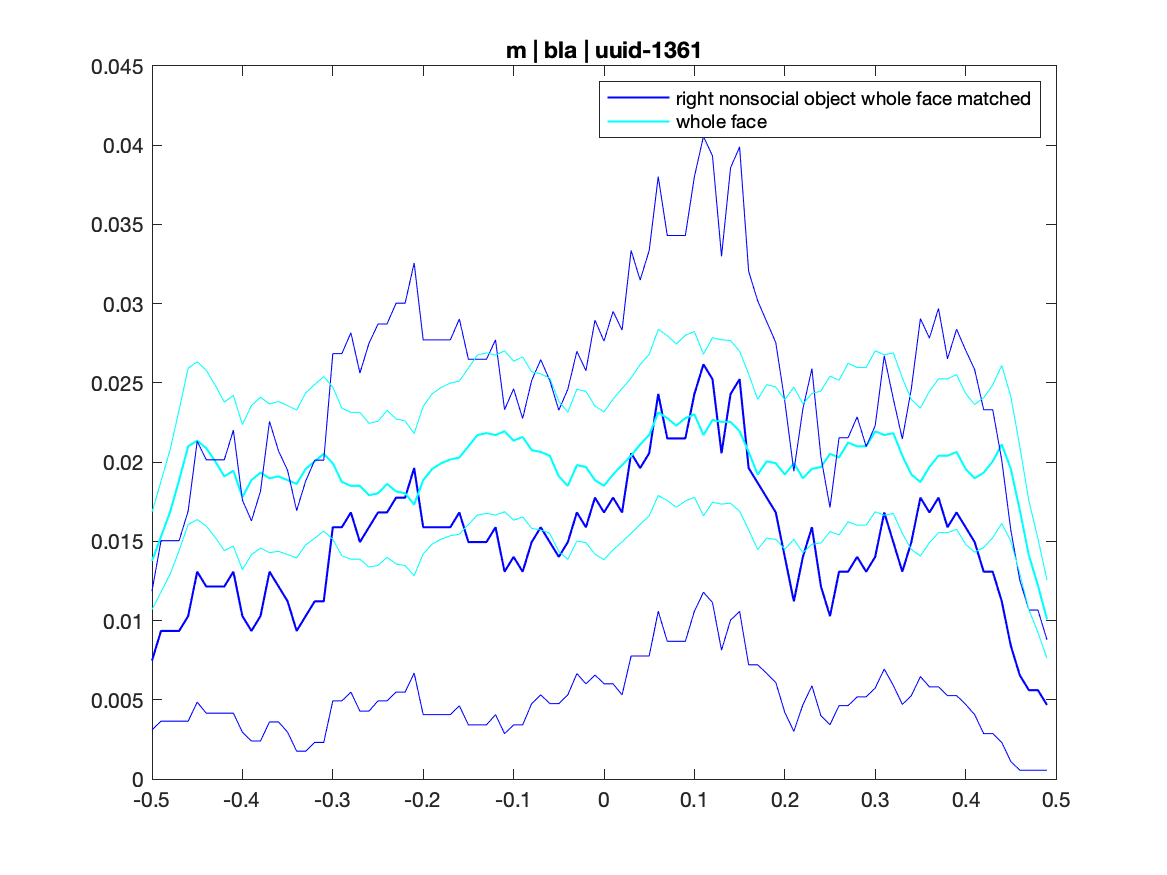 m | bla | uuid-1361
right nonsocial object whole face matched
whole face
0.045
0.04
0.035
0.03
0.025
0.02
0.015
0.01
0.005
0
-0.5 -0.4 -0.3 -0.2 -0.1 0 0.1 0.2 0.3 0.4 0.5